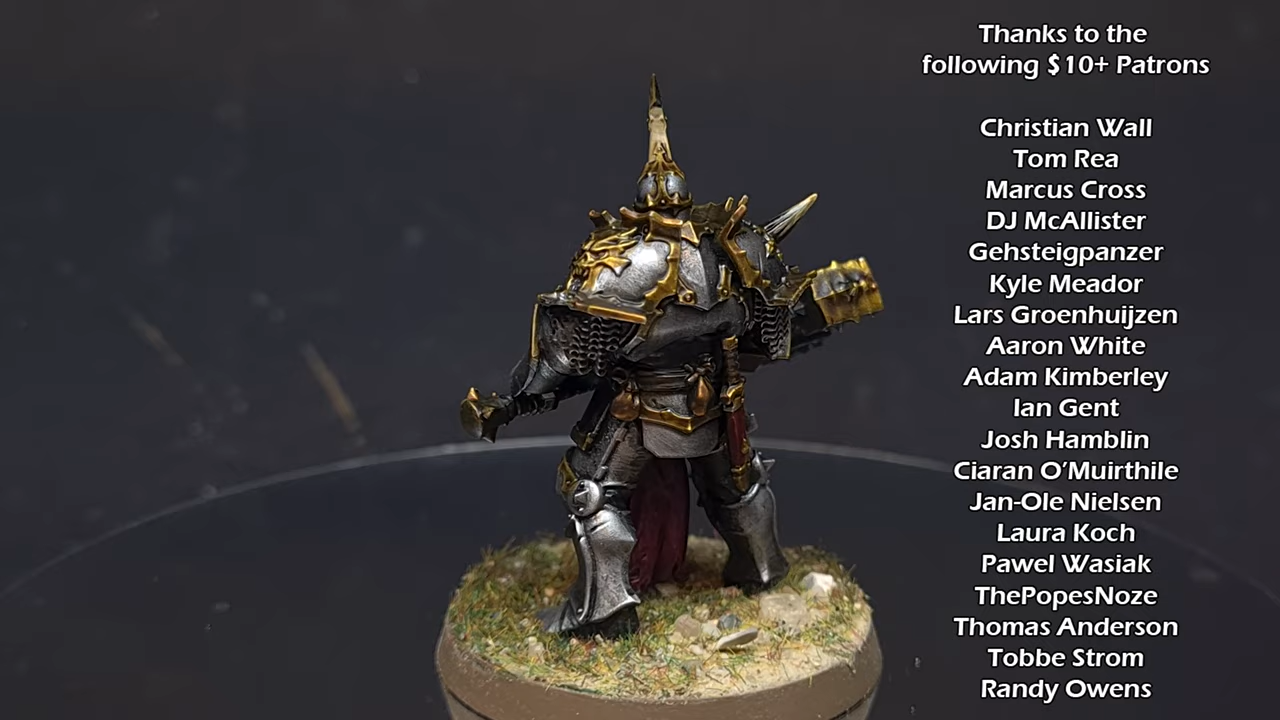 Thanks to the
following $10+ Patrons
Christian Wall
Tom Rea
Marcus Cross
DJ McAllister
Gehsteigpanzer
Kyle Meador
Lars Groenhuijzen
Aaron White
Adam Kimberley
Ian Gent
Josh Hamblin
Ciaran O'Muirthile
Jan-Ole Nielsen
Laura Koch
Pawel Wasiak
ThePopesNoze
Thomas Anderson
Tobbe Strom
Randy Owens